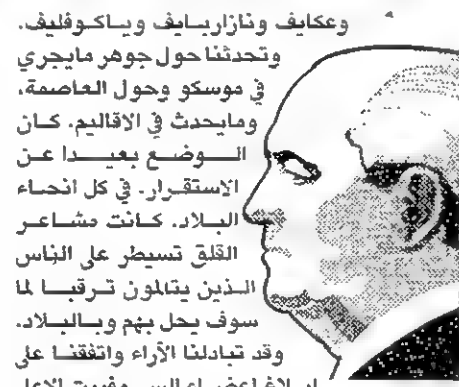 وعكايف ونازاربايف وياكوفليف.
وتحدثنا حول جوهر مايجري
في موسكو وحول العاصمة،
ومايحدث في الاقاليم. كان
الوضع بعيدا عن
الاستقرار. في كل انحاء
البلاد. كانت مشاعر
القلق تسيطر على الناس
الذين يتالمون ترقبا لما
سوف يحل بهم وبالبلاد.
وقد تبادلنا الآراء واتفقنا على